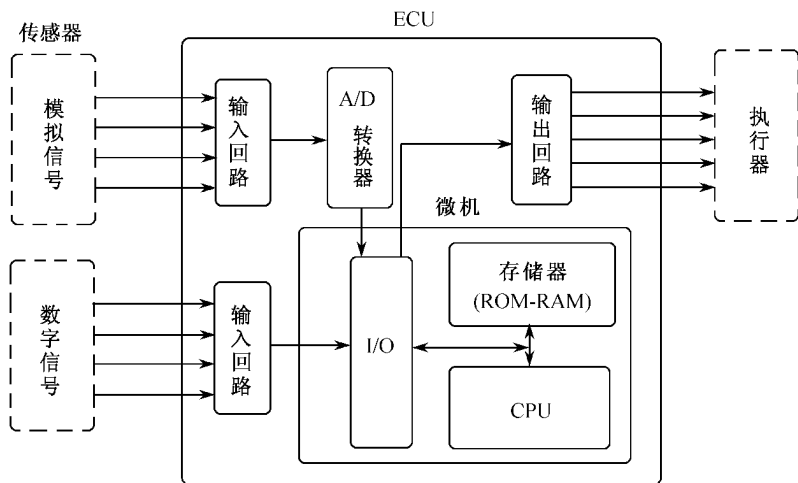 ECU
传感器
模拟信号
输入回路
A/D
转换器
输出回路
执行器
微机
数字信号
输入回路
I/O
存储器
(ROM-RAM)
CPU